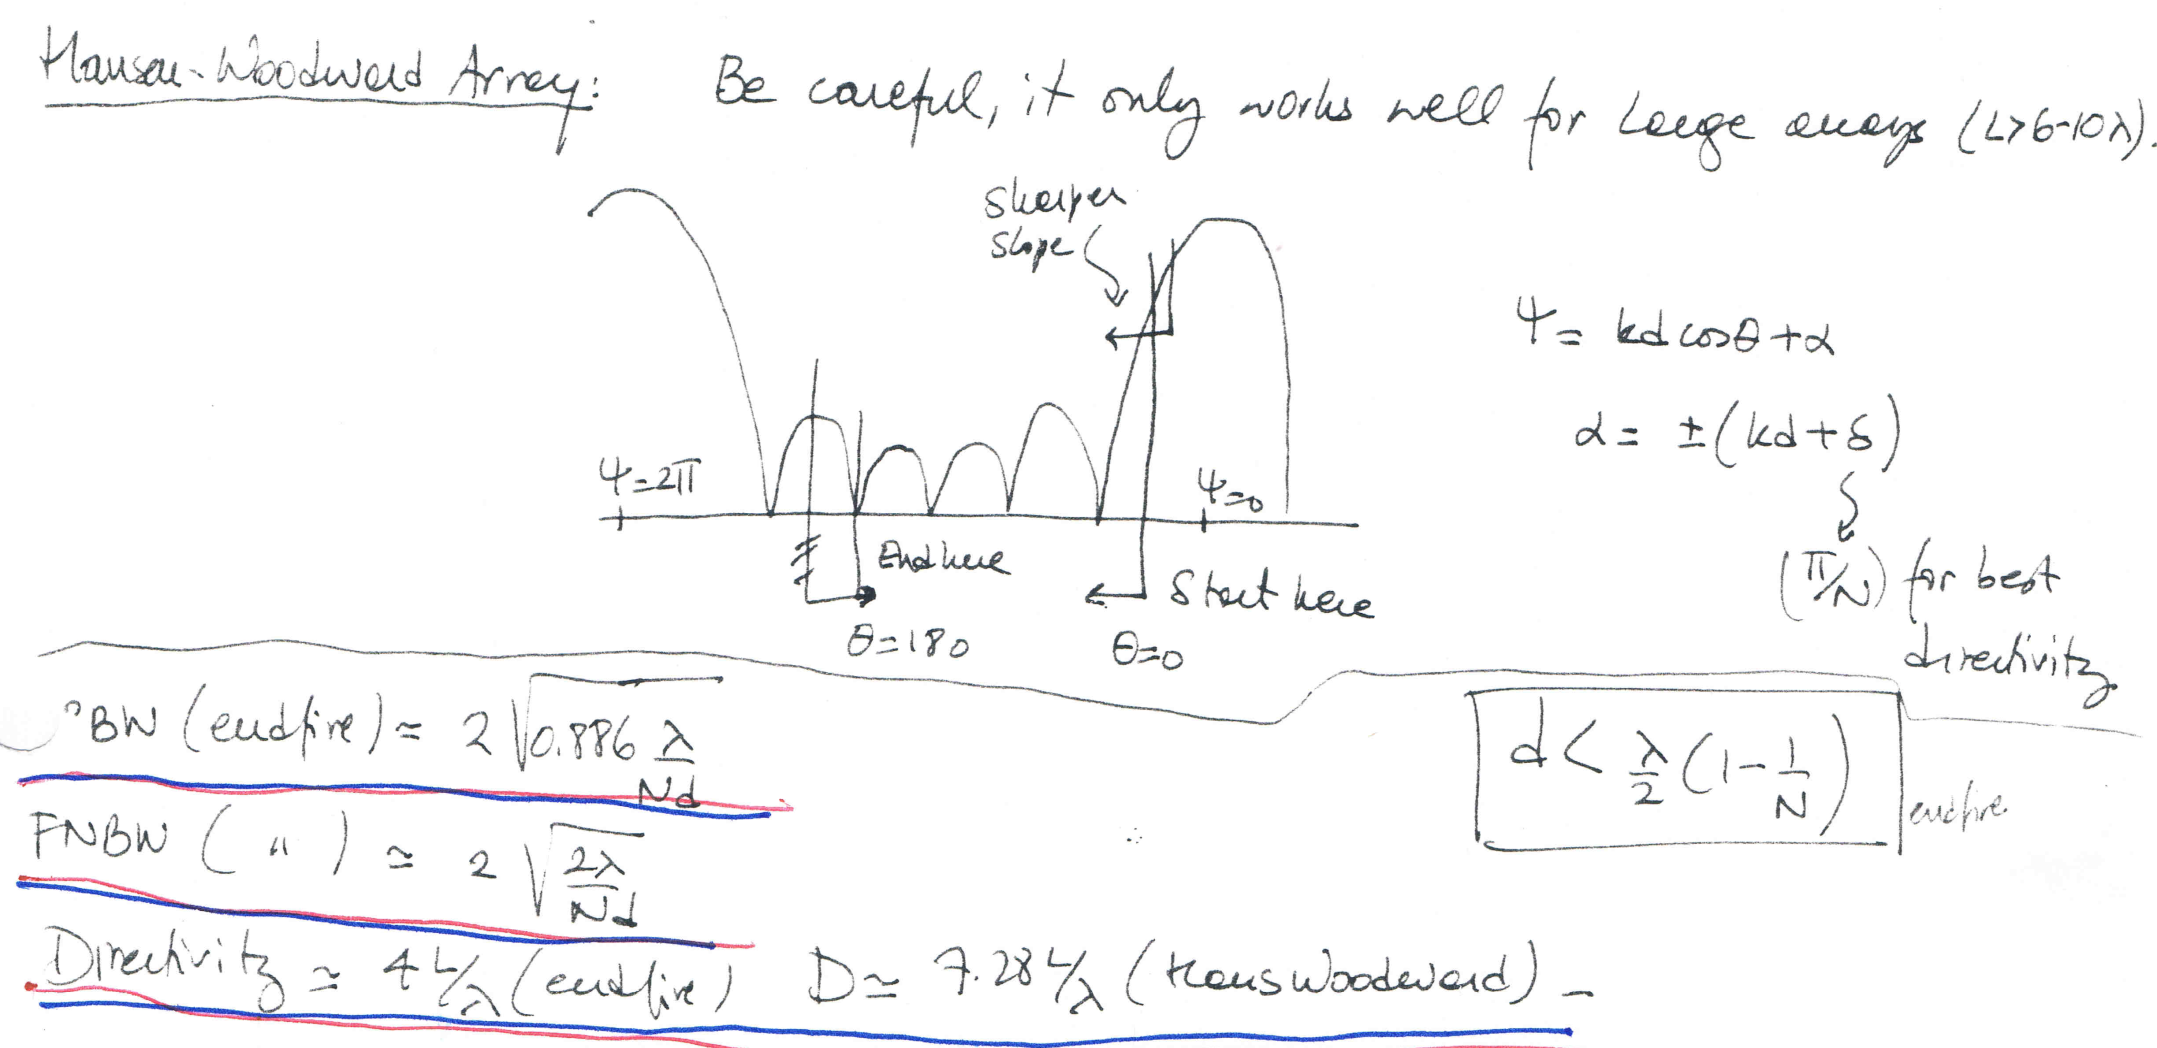 Hansen-Woodward Array: Be careful, it only works well for large arrays (L>6-10λ).
Sharper
slope
Ψ = kd cosθ + α
α = ±(kd+δ)
Ψ=2π
Ψ=0
End here
Start here
(π/N) for best
directivity
θ=180
θ=0
°BW (endfire) ≃ 2√(0.886 λ/Nd)
d < λ/2 (1 - 1/N)
endfire
FNBW ( " ) ≃ 2 √(2λ/Nd)
Directivity ≃ 4 L/λ (endfire) D ≃ 7.28 L/λ (Hans Woodward) -